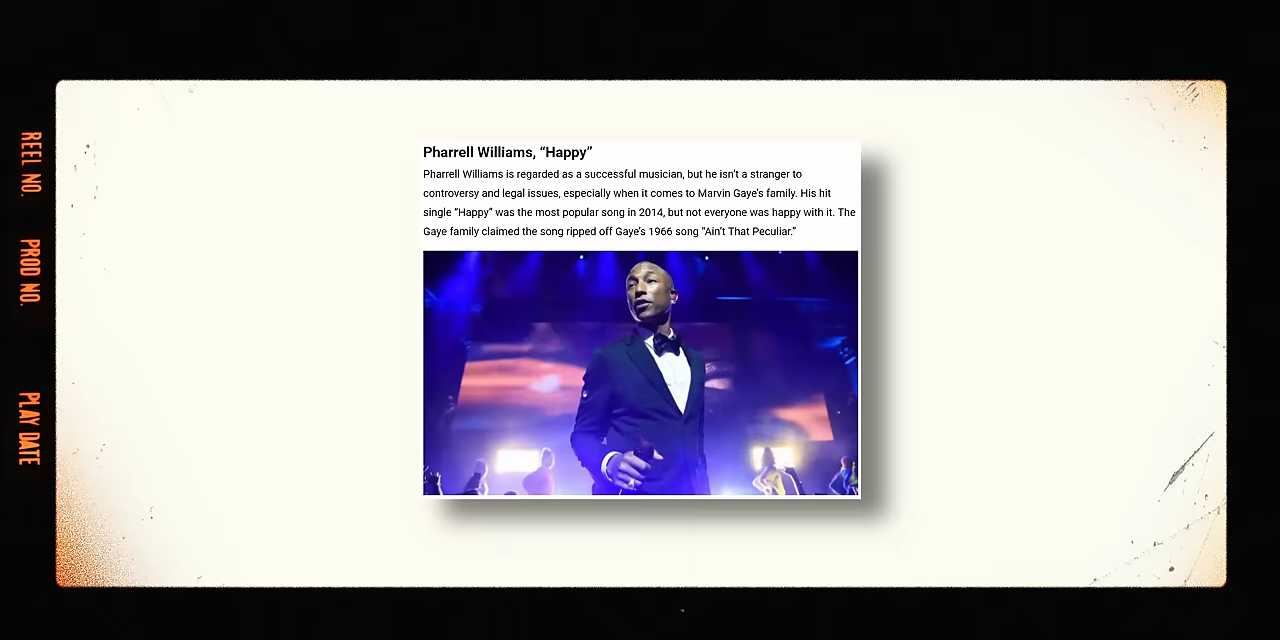 REEL NO.
PROD NO.
PLAY DATE
Pharrell Williams, “Happy”
Pharrell Williams is regarded as a successful musician, but he isn’t a stranger to
controversy and legal issues, especially when it comes to Marvin Gaye’s family. His hit
single “Happy” was the most popular song in 2014, but not everyone was happy with it. The
Gaye family claimed the song ripped off Gaye’s 1966 song “Ain’t That Peculiar.”